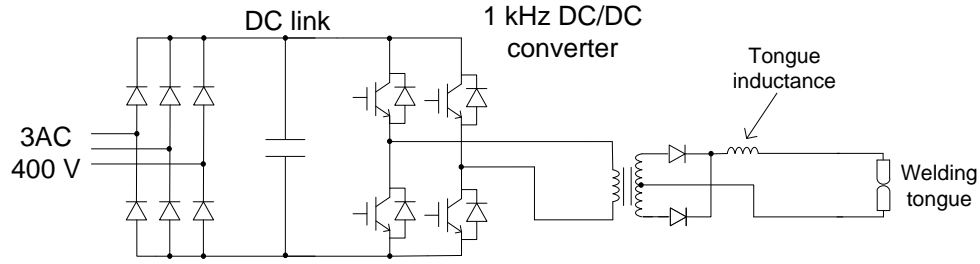 DC link
1 kHz DC/DC
converter
Tongue
inductance
3AC
400 V
Welding
tongue